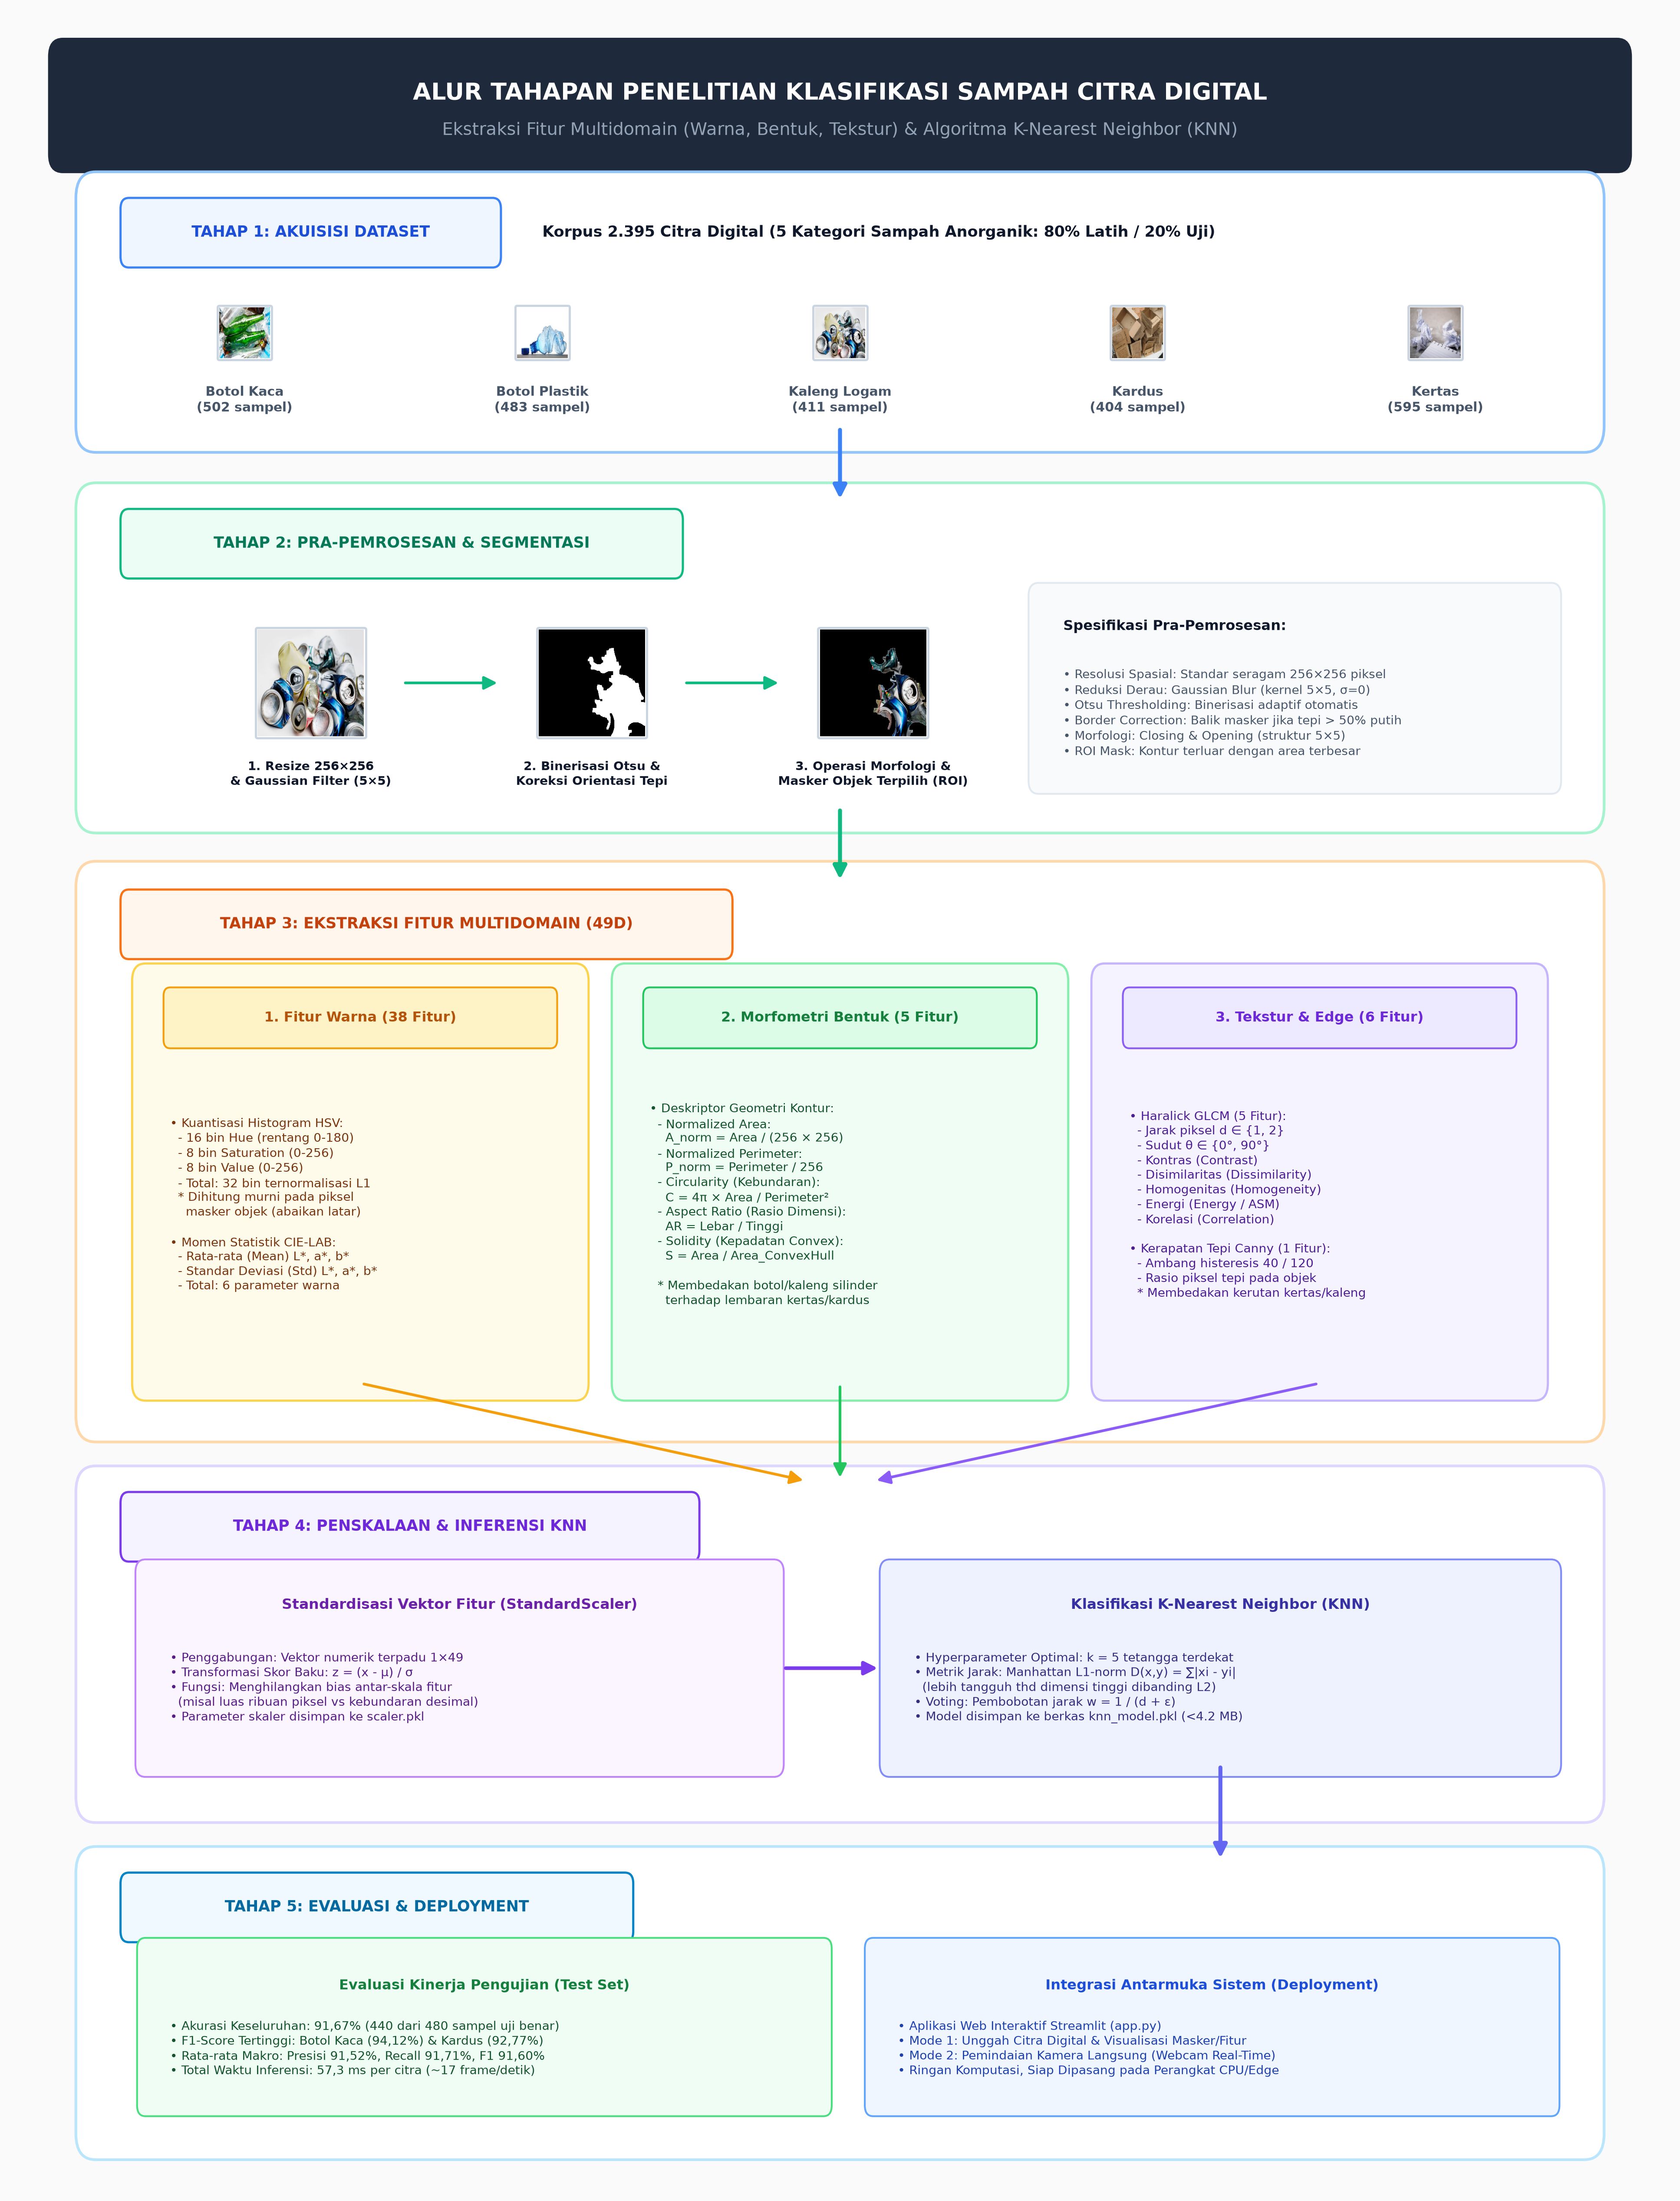 ALUR TAHAPAN PENELITIAN KLASIFIKASI SAMPAH CITRA DIGITAL
Ekstraksi Fitur Multidomain (Warna, Bentuk, Tekstur) & Algoritma K-Nearest Neighbor (KNN)
TAHAP 1: AKUISISI DATASET
Korpus 2.395 Citra Digital (5 Kategori Sampah Anorganik: 80% Latih / 20% Uji)
Botol Kaca
(502 sampel)
Botol Plastik
(483 sampel)
Kaleng Logam
(411 sampel)
Kardus
(404 sampel)
Kertas
(595 sampel)
TAHAP 2: PRA-PEMROSESAN & SEGMENTASI
1. Resize 256×256
& Gaussian Filter (5×5)
2. Binerisasi Otsu &
Koreksi Orientasi Tepi
3. Operasi Morfologi &
Masker Objek Terpilih (ROI)
Spesifikasi Pra-Pemrosesan:
• Resolusi Spasial: Standar seragam 256×256 piksel
• Reduksi Derau: Gaussian Blur (kernel 5×5, σ=0)
• Otsu Thresholding: Binerisasi adaptif otomatis
• Border Correction: Balik masker jika tepi > 50% putih
• Morfologi: Closing & Opening (struktur 5×5)
• ROI Mask: Kontur terluar dengan area terbesar
TAHAP 3: EKSTRAKSI FITUR MULTIDOMAIN (49D)
1. Fitur Warna (38 Fitur)
• Kuantisasi Histogram HSV:
- 16 bin Hue (rentang 0-180)
- 8 bin Saturation (0-256)
- 8 bin Value (0-256)
- Total: 32 bin ternormalisasi L1
* Dihitung murni pada piksel
masker objek (abaikan latar)
• Momen Statistik CIE-LAB:
- Rata-rata (Mean) L*, a*, b*
- Standar Deviasi (Std) L*, a*, b*
- Total: 6 parameter warna
2. Morfometri Bentuk (5 Fitur)
• Deskriptor Geometri Kontur:
- Normalized Area:
A_norm = Area / (256 × 256)
- Normalized Perimeter:
P_norm = Perimeter / 256
- Circularity (Kebundaran):
C = 4π × Area / Perimeter²
- Aspect Ratio (Rasio Dimensi):
AR = Lebar / Tinggi
- Solidity (Kepadatan Convex):
S = Area / Area_ConvexHull
* Membedakan botol/kaleng silinder
terhadap lembaran kertas/kardus
3. Tekstur & Edge (6 Fitur)
• Haralick GLCM (5 Fitur):
- Jarak piksel d ∈ {1, 2}
- Sudut θ ∈ {0°, 90°}
- Kontras (Contrast)
- Disimilaritas (Dissimilarity)
- Homogenitas (Homogeneity)
- Energi (Energy / ASM)
- Korelasi (Correlation)
• Kerapatan Tepi Canny (1 Fitur):
- Ambang histeresis 40 / 120
- Rasio piksel tepi pada objek
* Membedakan kerutan kertas/kaleng
TAHAP 4: PENSKALAAN & INFERENSI KNN
Standardisasi Vektor Fitur (StandardScaler)
• Penggabungan: Vektor numerik terpadu 1×49
• Transformasi Skor Baku: z = (x - μ) / σ
• Fungsi: Menghilangkan bias antar-skala fitur
(misal luas ribuan piksel vs kebundaran desimal)
• Parameter skaler disimpan ke scaler.pkl
Klasifikasi K-Nearest Neighbor (KNN)
• Hyperparameter Optimal: k = 5 tetangga terdekat
• Metrik Jarak: Manhattan L1-norm D(x,y) = ∑|xi - yi|
(lebih tangguh thd dimensi tinggi dibanding L2)
• Voting: Pembobotan jarak w = 1 / (d + ε)
• Model disimpan ke berkas knn_model.pkl (<4.2 MB)
TAHAP 5: EVALUASI & DEPLOYMENT
Evaluasi Kinerja Pengujian (Test Set)
• Akurasi Keseluruhan: 91,67% (440 dari 480 sampel uji benar)
• F1-Score Tertinggi: Botol Kaca (94,12%) & Kardus (92,77%)
• Rata-rata Makro: Presisi 91,52%, Recall 91,71%, F1 91,60%
• Total Waktu Inferensi: 57,3 ms per citra (~17 frame/detik)
Integrasi Antarmuka Sistem (Deployment)
• Aplikasi Web Interaktif Streamlit (app.py)
• Mode 1: Unggah Citra Digital & Visualisasi Masker/Fitur
• Mode 2: Pemindaian Kamera Langsung (Webcam Real-Time)
• Ringan Komputasi, Siap Dipasang pada Perangkat CPU/Edge